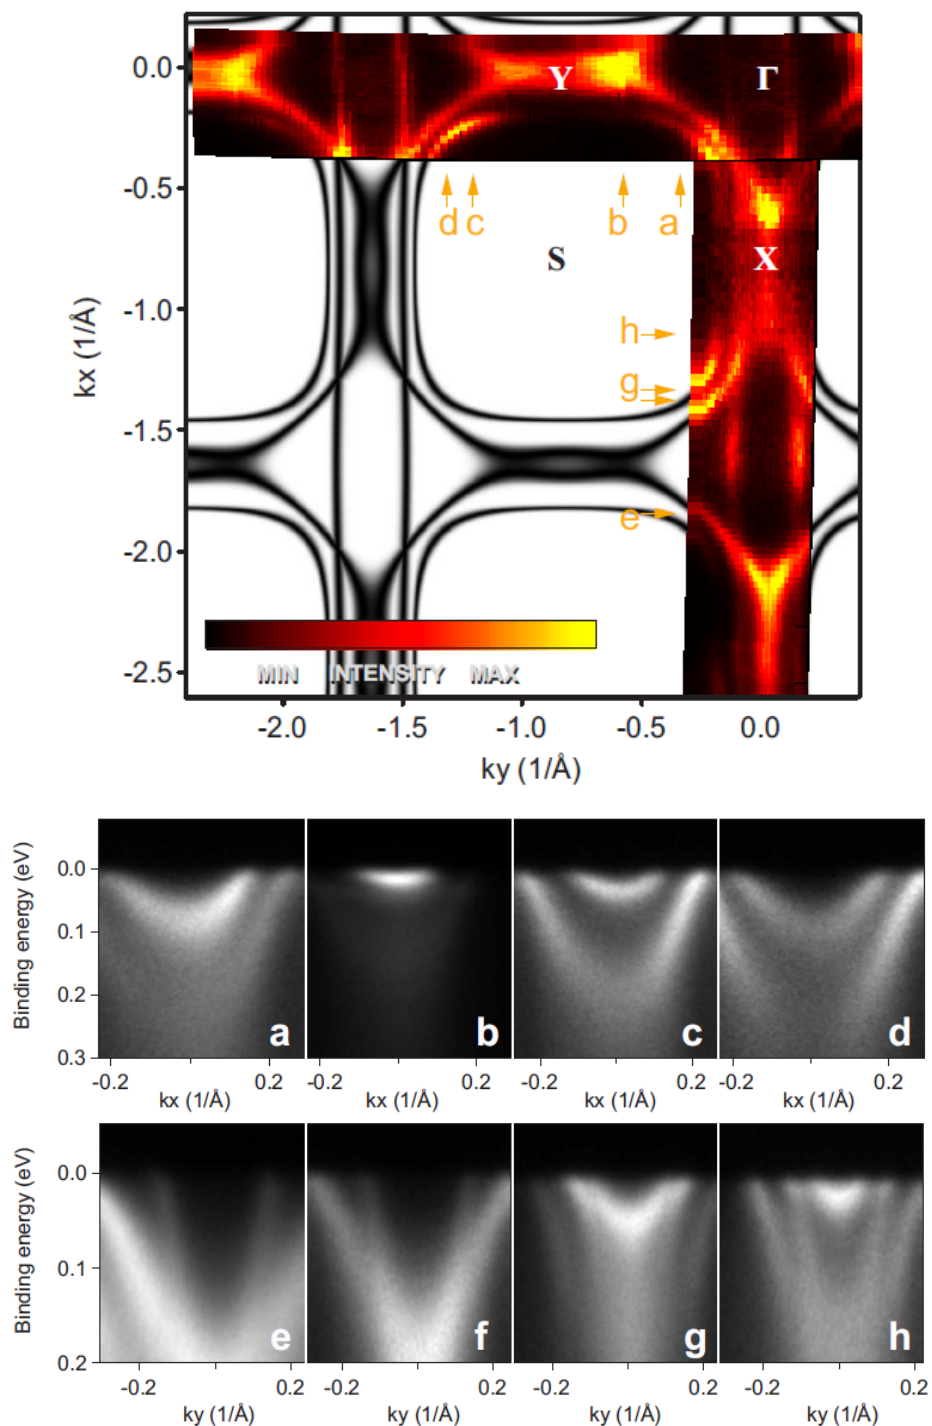 0.0
Y
Γ
-0.5
d c b a
S
X
kx (1/Å)
-1.0
h
g
-1.5
e
-2.0
MIN INTENSITY MAX
-2.5
-2.0 -1.5 -1.0 -0.5 0.0
ky (1/Å)
Binding energy (eV)
0.0
0.1
0.2
0.3
a b c d
-0.2 0.2 -0.2 0.2 -0.2 0.2 -0.2 0.2
kx (1/Å) kx (1/Å) kx (1/Å) kx (1/Å)
Binding energy (eV)
0.0
0.1
0.2
e f g h
-0.2 0.2 -0.2 0.2 -0.2 0.2 -0.2 0.2
ky (1/Å) ky (1/Å) ky (1/Å) ky (1/Å)